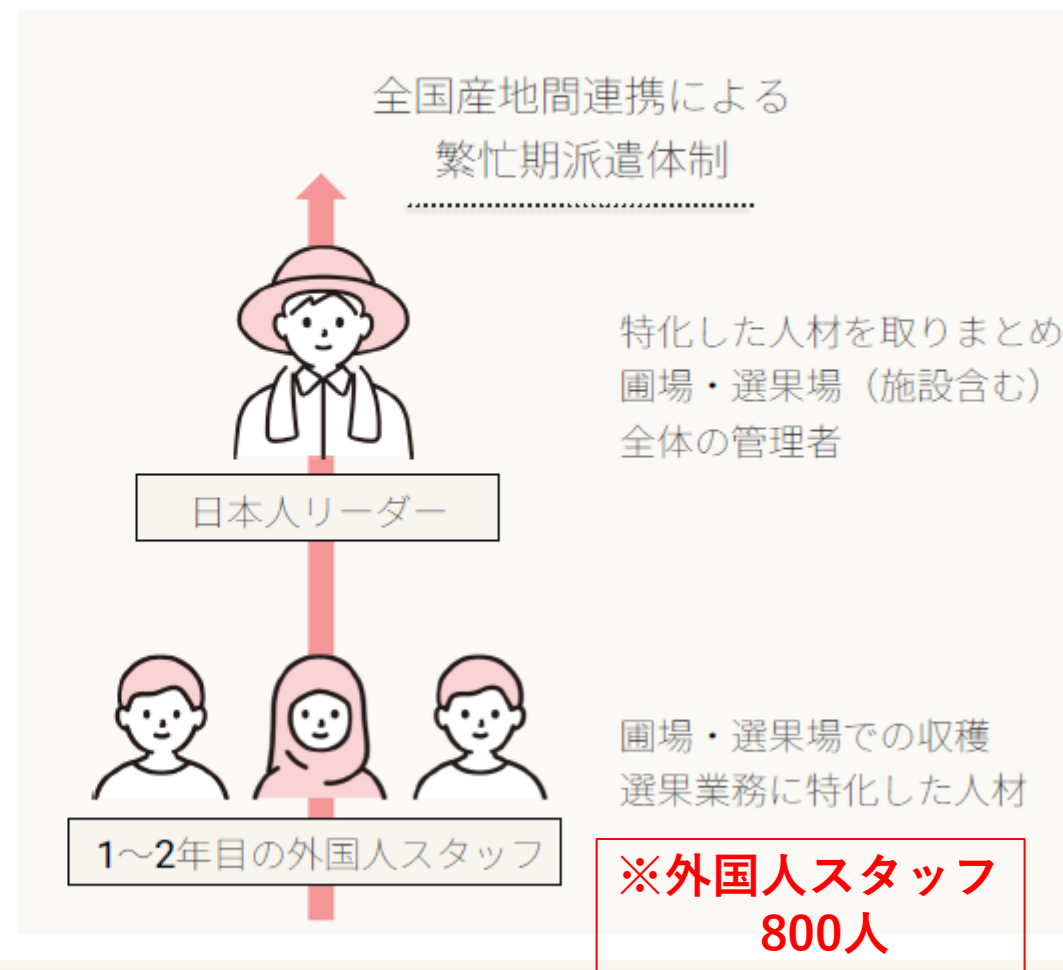 全国産地間連携による
繁忙期派遣体制
特化した人材を取りまとめ
圃場・選果場（施設含む）
全体の管理者
日本人リーダー
圃場・選果場での収穫
選果業務に特化した人材
1～2年目の外国人スタッフ
※外国人スタッフ
800人